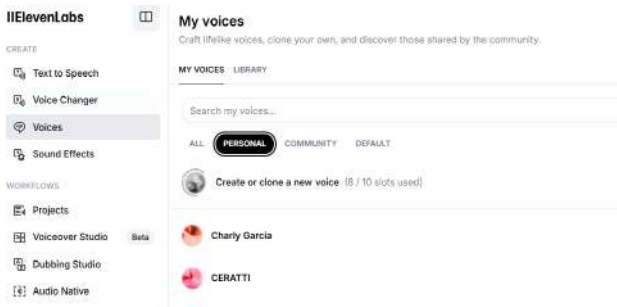 IIElevenLabs
CREATE
Text to Speech
Voice Changer
Voices
Sound Effects
WORKFLOWS
Projects
Voiceover Studio Beta
Dubbing Studio
Audio Native
My voices
Craft lifelike voices, clone your own, and discover those shared by the community.
MY VOICES LIBRARY
Search my voices...
ALL PERSONAL COMMUNITY DEFAULT
Create or clone a new voice (8 / 10 slots used)
Charly Garcia
CERATTI